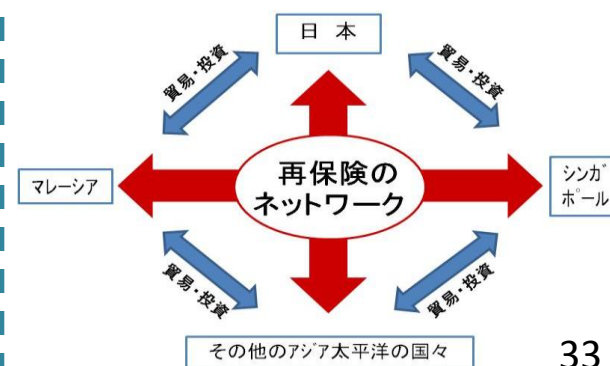 日 本
貿易・投資
貿易・投資
再保険の
ネットワーク
マレーシア
シンガ
ポール
貿易・投資
貿易・投資
その他のアジア太平洋の国々
33